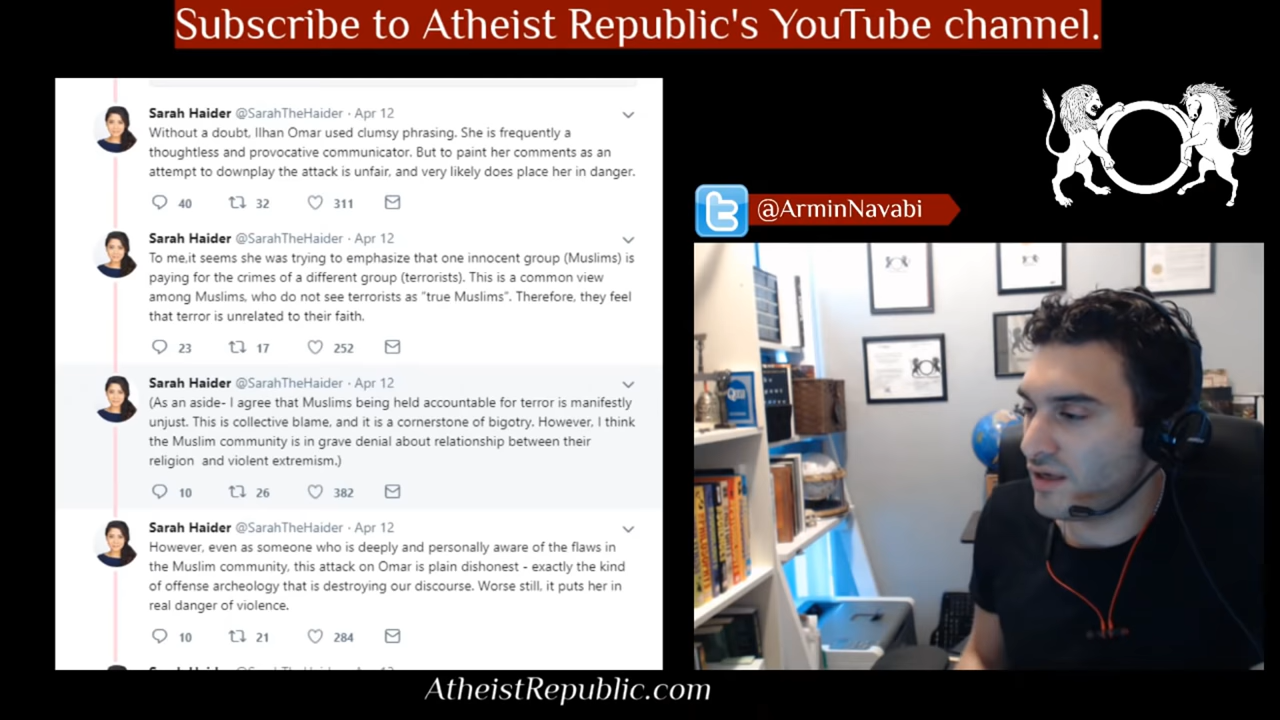 Subscribe to Atheist Republic's YouTube channel.
Sarah Haider @SarahTheHaider · Apr 12
Without a doubt, Ilhan Omar used clumsy phrasing. She is frequently a
thoughtless and provocative communicator. But to paint her comments as an
attempt to downplay the attack is unfair, and very likely does place her in danger.
40 32 311
Sarah Haider @SarahTheHaider · Apr 12
To me,it seems she was trying to emphasize that one innocent group (Muslims) is
paying for the crimes of a different group (terrorists). This is a common view
among Muslims, who do not see terrorists as "true Muslims". Therefore, they feel
that terror is unrelated to their faith.
23 17 252
Sarah Haider @SarahTheHaider · Apr 12
(As an aside- I agree that Muslims being held accountable for terror is manifestly
unjust. This is collective blame, and it is a cornerstone of bigotry. However, I think
the Muslim community is in grave denial about relationship between their
religion and violent extremism.)
10 26 382
Sarah Haider @SarahTheHaider · Apr 12
However, even as someone who is deeply and personally aware of the flaws in
the Muslim community, this attack on Omar is plain dishonest - exactly the kind
of offense archeology that is destroying our discourse. Worse still, it puts her in
real danger of violence.
10 21 284
@ArminNavabi
AtheistRepublic.com